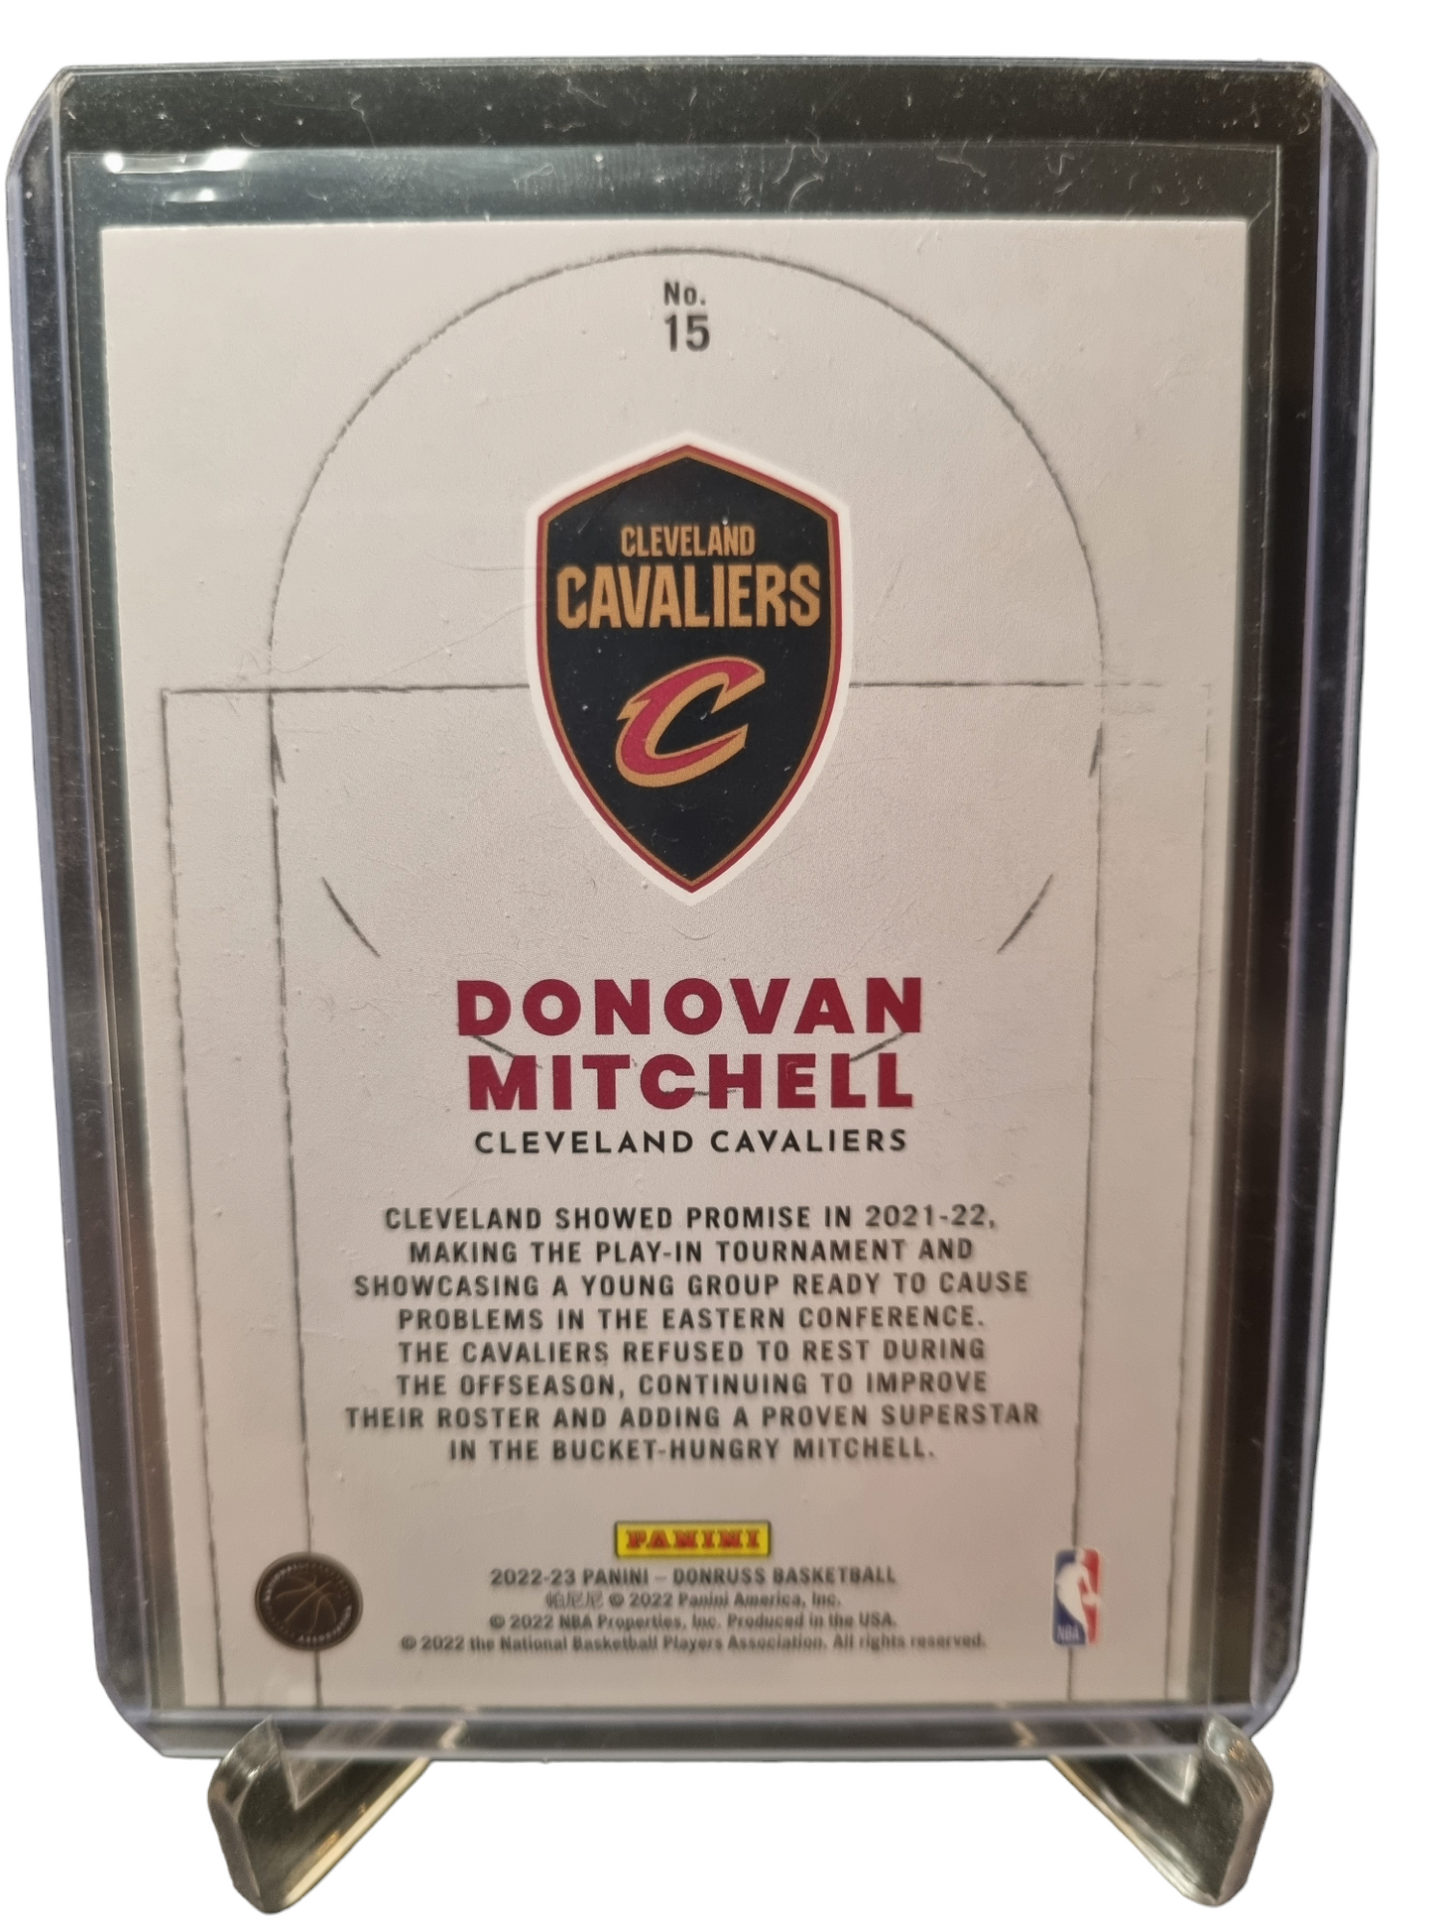 No.
15
CLEVELAND
CAVALIERS
C
DONOVAN
MITCHELL
CLEVELAND CAVALIERS
CLEVELAND SHOWED PROMISE IN 2021-22,
MAKING THE PLAY-IN TOURNAMENT AND
SHOWCASING A YOUNG GROUP READY TO CAUSE
PROBLEMS IN THE EASTERN CONFERENCE.
THE CAVALIERS REFUSED TO REST DURING
THE OFFSEASON, CONTINUING TO IMPROVE
THEIR ROSTER AND ADDING A PROVEN SUPERSTAR
IN THE BUCKET-HUNGRY MITCHELL.
PANINI
2022-23 PANINI – DONRUSS BASKETBALL
帕尼尼 © 2022 Panini America, Inc.
© 2022 NBA Properties, Inc. Produced in the USA.
© 2022 the National Basketball Players Association. All rights reserved.
NBA